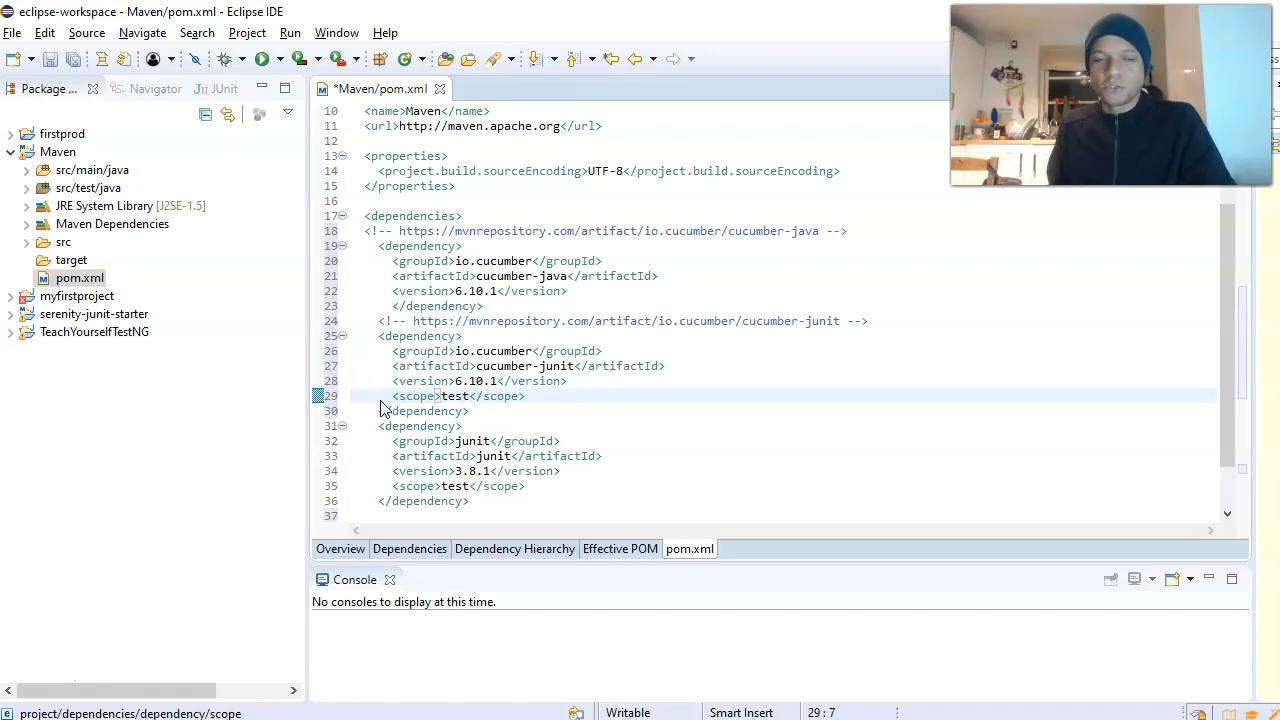 eclipse-workspace - Maven/pom.xml - Eclipse IDE
File Edit Source Navigate Search Project Run Window Help
Package ... Navigator JUnit
*Maven/pom.xml
firstprod
Maven
src/main/java
src/test/java
JRE System Library [J2SE-1.5]
Maven Dependencies
src
target
pom.xml
myfirstproject
serenity-junit-starter
TeachYourselfTestNG
10 <name>Maven</name>
11 <url>http://maven.apache.org</url>
12
13 <properties>
14 <project.build.sourceEncoding>UTF-8</project.build.sourceEncoding>
15 </properties>
16
17 <dependencies>
18 <!-- https://mvnrepository.com/artifact/io.cucumber/cucumber-java -->
19 <dependency>
20 <groupId>io.cucumber</groupId>
21 <artifactId>cucumber-java</artifactId>
22 <version>6.10.1</version>
23 </dependency>
24 <!-- https://mvnrepository.com/artifact/io.cucumber/cucumber-junit -->
25 <dependency>
26 <groupId>io.cucumber</groupId>
27 <artifactId>cucumber-junit</artifactId>
28 <version>6.10.1</version>
29 <scope>test</scope>
30 dependency>
31 <dependency>
32 <groupId>junit</groupId>
33 <artifactId>junit</artifactId>
34 <version>3.8.1</version>
35 <scope>test</scope>
36 </dependency>
37
Overview Dependencies Dependency Hierarchy Effective POM pom.xml
Console
No consoles to display at this time.
project/dependencies/dependency/scope Writable Smart Insert 29 : 7